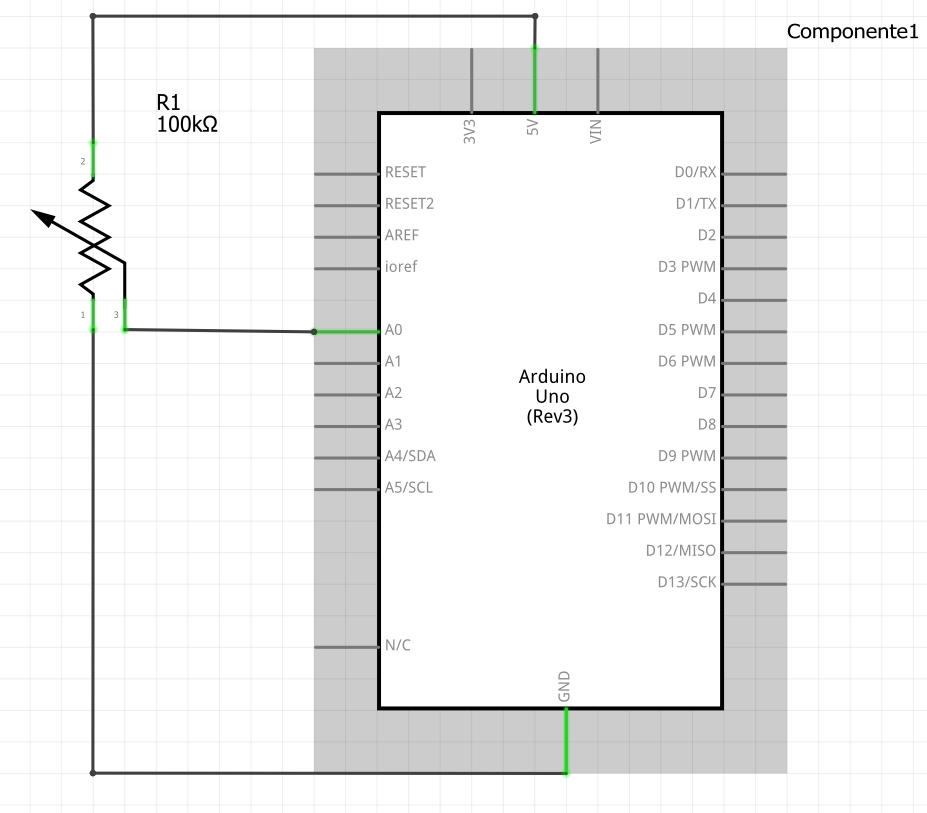 Componente1
R1
100kΩ
2
1
3
3V3
5V
VIN
RESET
RESET2
AREF
ioref
A0
A1
A2
A3
A4/SDA
A5/SCL
N/C
Arduino
Uno
(Rev3)
D0/RX
D1/TX
D2
D3 PWM
D4
D5 PWM
D6 PWM
D7
D8
D9 PWM
D10 PWM/SS
D11 PWM/MOSI
D12/MISO
D13/SCK
GND